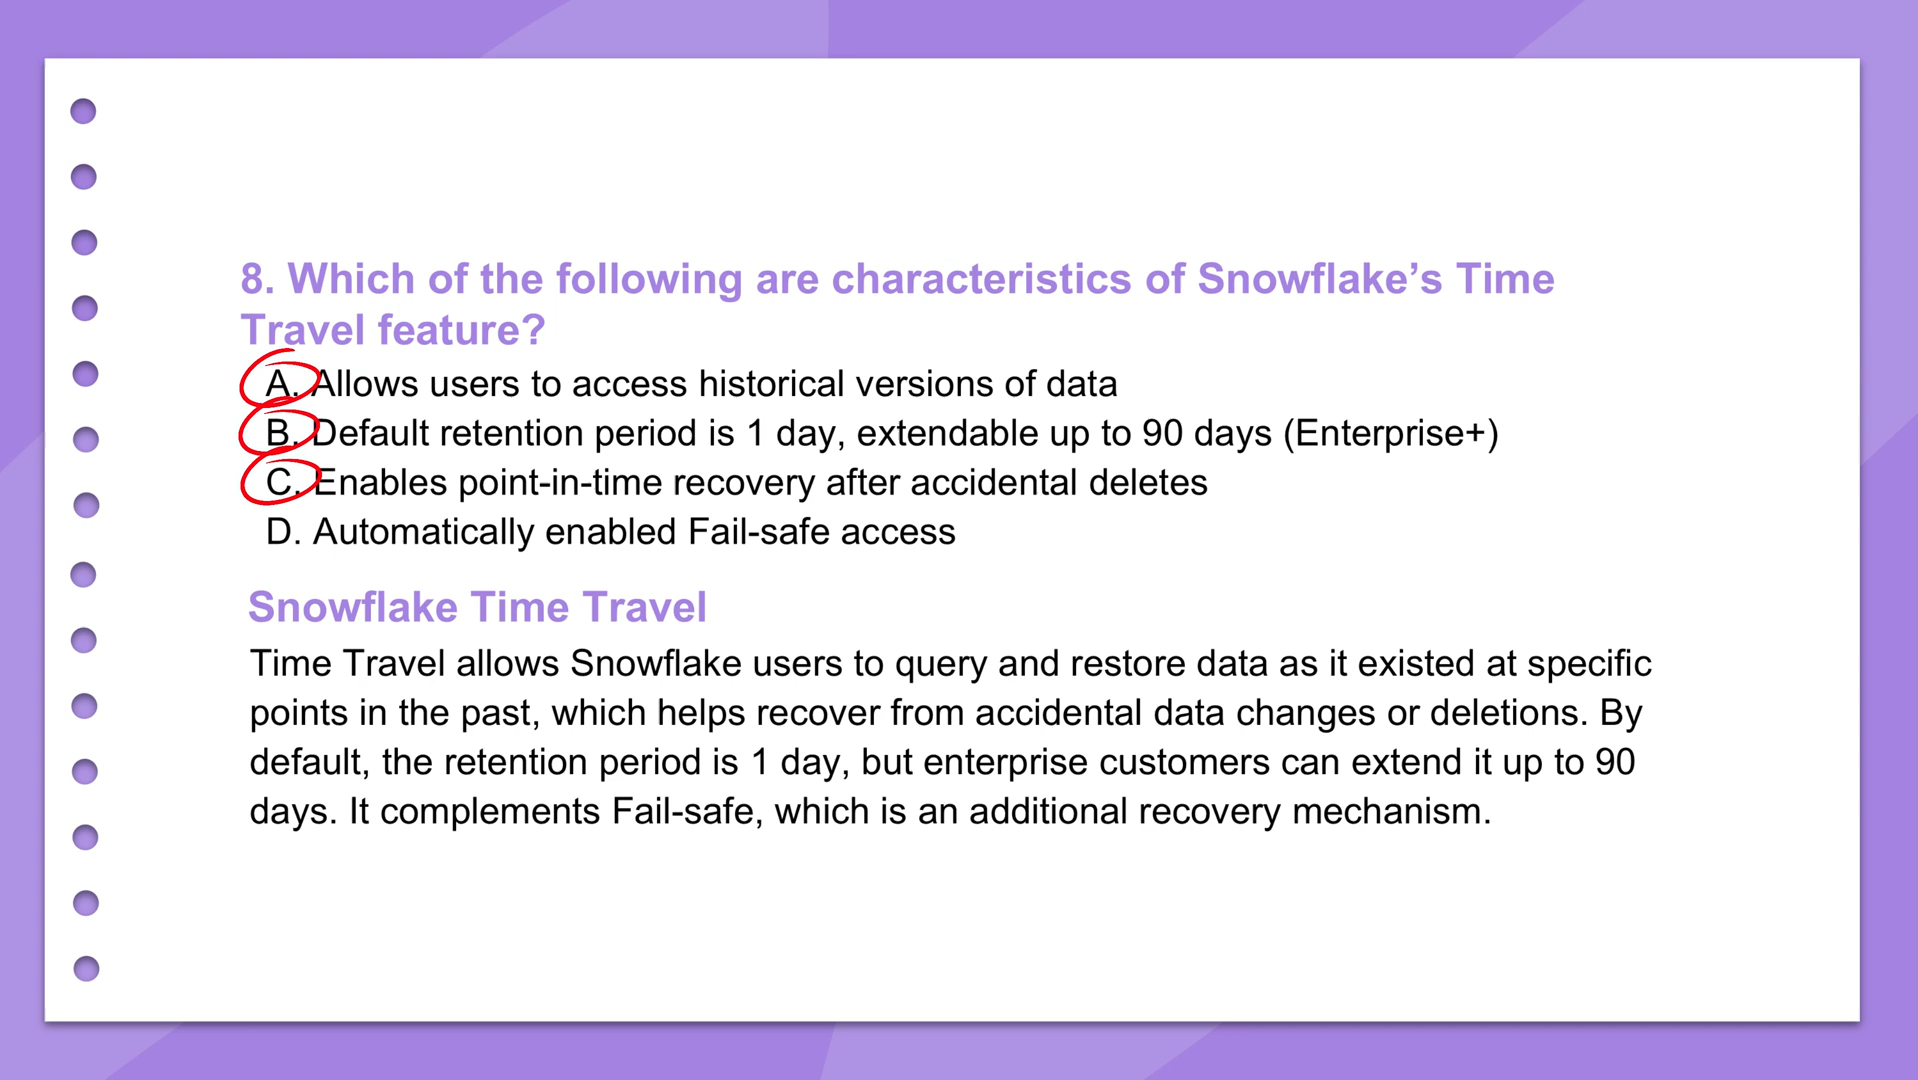 8. Which of the following are characteristics of Snowflake’s Time
Travel feature?
A. Allows users to access historical versions of data
B. Default retention period is 1 day, extendable up to 90 days (Enterprise+)
C. Enables point-in-time recovery after accidental deletes
D. Automatically enabled Fail-safe access
Snowflake Time Travel
Time Travel allows Snowflake users to query and restore data as it existed at specific
points in the past, which helps recover from accidental data changes or deletions. By
default, the retention period is 1 day, but enterprise customers can extend it up to 90
days. It complements Fail-safe, which is an additional recovery mechanism.